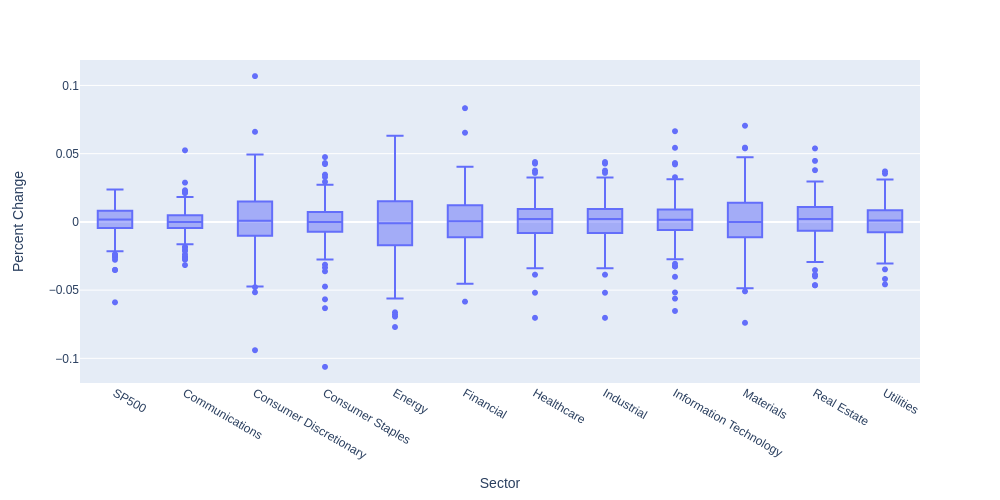 Percent Change
0.1
0.05
0
−0.05
−0.1
SP500
Communications
Consumer Discretionary
Consumer Staples
Energy
Financial
Healthcare
Industrial
Information Technology
Materials
Real Estate
Utilities
Sector